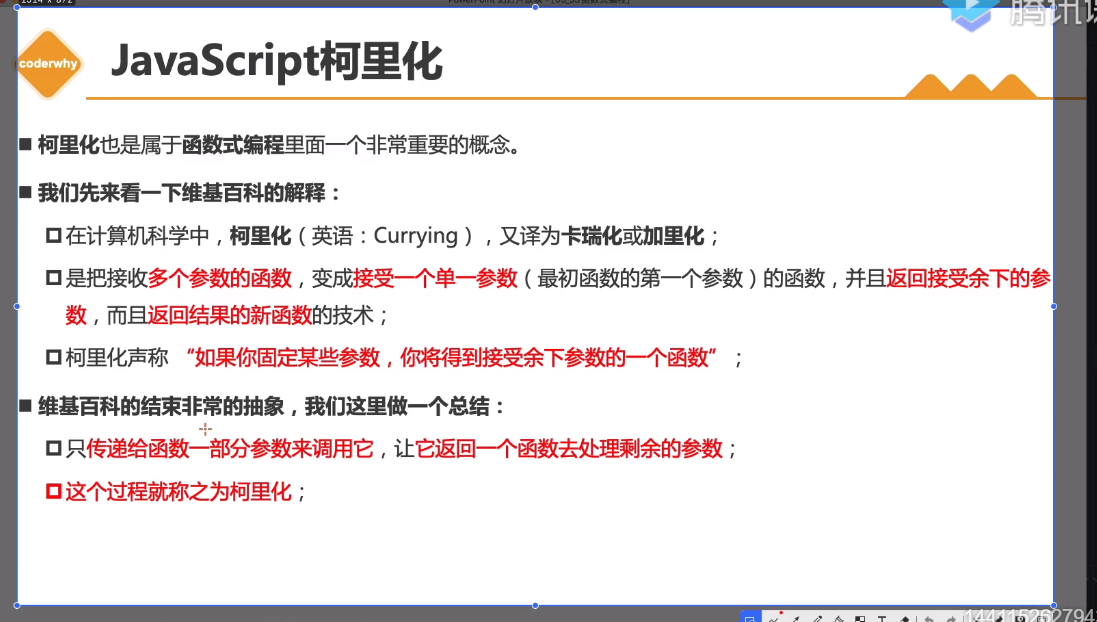 coderwhy
JavaScript柯里化
柯里化也是属于函数式编程里面一个非常重要的概念。
我们先来看一下维基百科的解释：
在计算机科学中，柯里化（英语：Currying），又译为卡瑞化或加里化；
是把接收多个参数的函数，变成接受一个单一参数（最初函数的第一个参数）的函数，并且返回接受余下的参
数，而且返回结果的新函数的技术；
柯里化声称 “如果你固定某些参数，你将得到接受余下参数的一个函数” ；
维基百科的结束非常的抽象，我们这里做一个总结：
只传递给函数一部分参数来调用它，让它返回一个函数去处理剩余的参数；
这个过程就称之为柯里化；